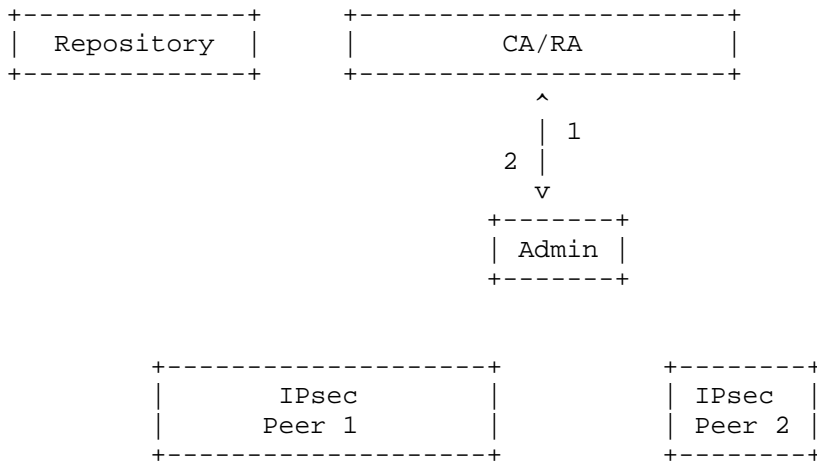 Repository CA/RA
1
2
Admin
IPsec IPsec
Peer 1 Peer 2